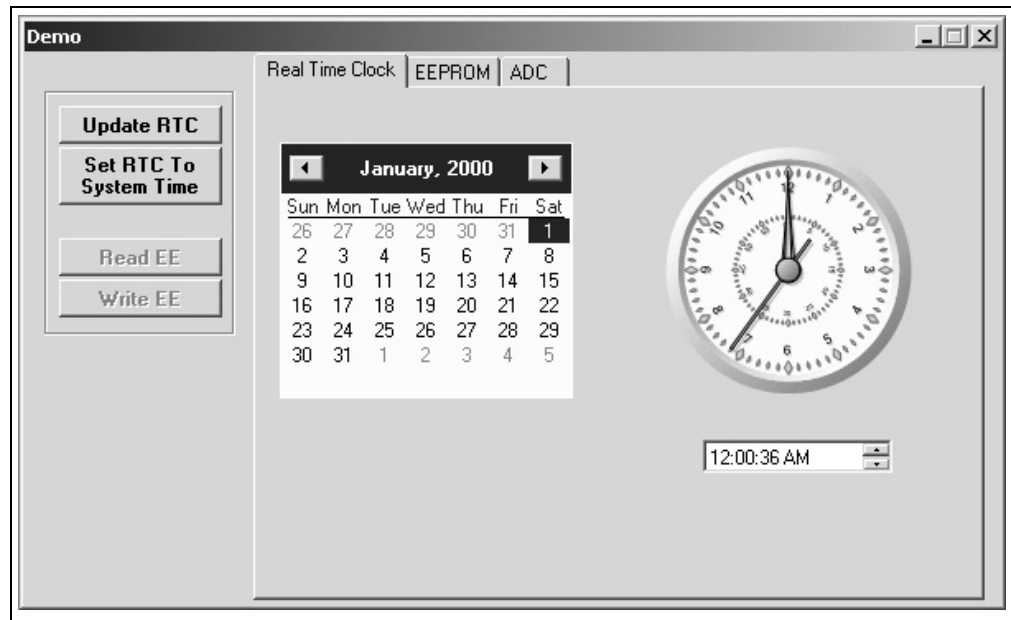 Demo
Real Time Clock EEPROM ADC
Update RTC
Set RTC To
System Time
Read EE
Write EE
January, 2000
Sun Mon Tue Wed Thu Fri Sat
26 27 28 29 30 31 1
2 3 4 5 6 7 8
9 10 11 12 13 14 15
16 17 18 19 20 21 22
23 24 25 26 27 28 29
30 31 1 2 3 4 5
12 1 2 3 4 5 6 7 8 9 10 11
12:00:36 AM